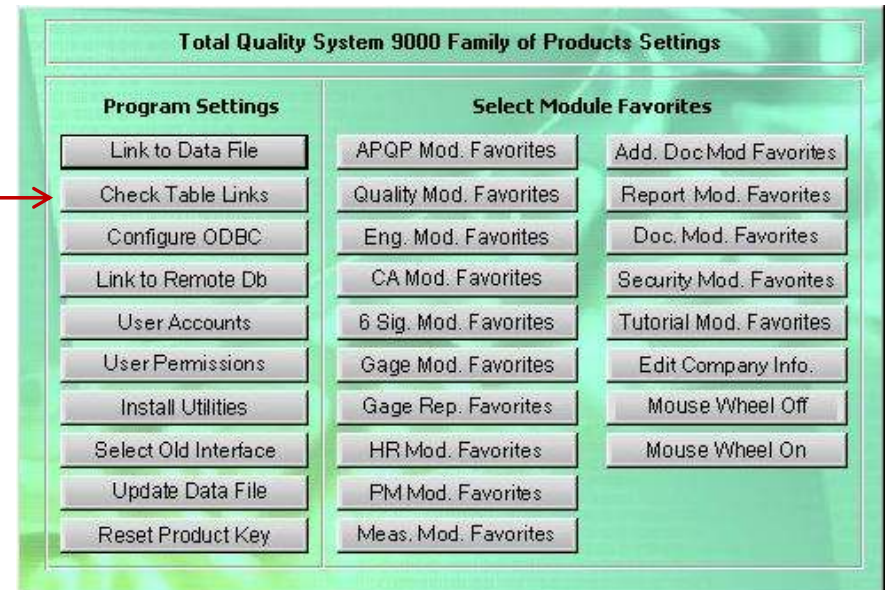 Total Quality System 9000 Family of Products Settings
Program Settings
Link to Data File
Check Table Links
Configure ODBC
Link to Remote Db
User Accounts
User Permissions
Install Utilities
Select Old Interface
Update Data File
Reset Product Key
Select Module Favorites
APQP Mod. Favorites
Quality Mod. Favorites
Eng. Mod. Favorites
CA Mod. Favorites
6 Sig. Mod. Favorites
Gage Mod. Favorites
Gage Rep. Favorites
HR Mod. Favorites
PM Mod. Favorites
Meas. Mod. Favorites
Add. Doc Mod Favorites
Report Mod. Favorites
Doc. Mod. Favorites
Security Mod. Favorites
Tutorial Mod. Favorites
Edit Company Info.
Mouse Wheel Off
Mouse Wheel On